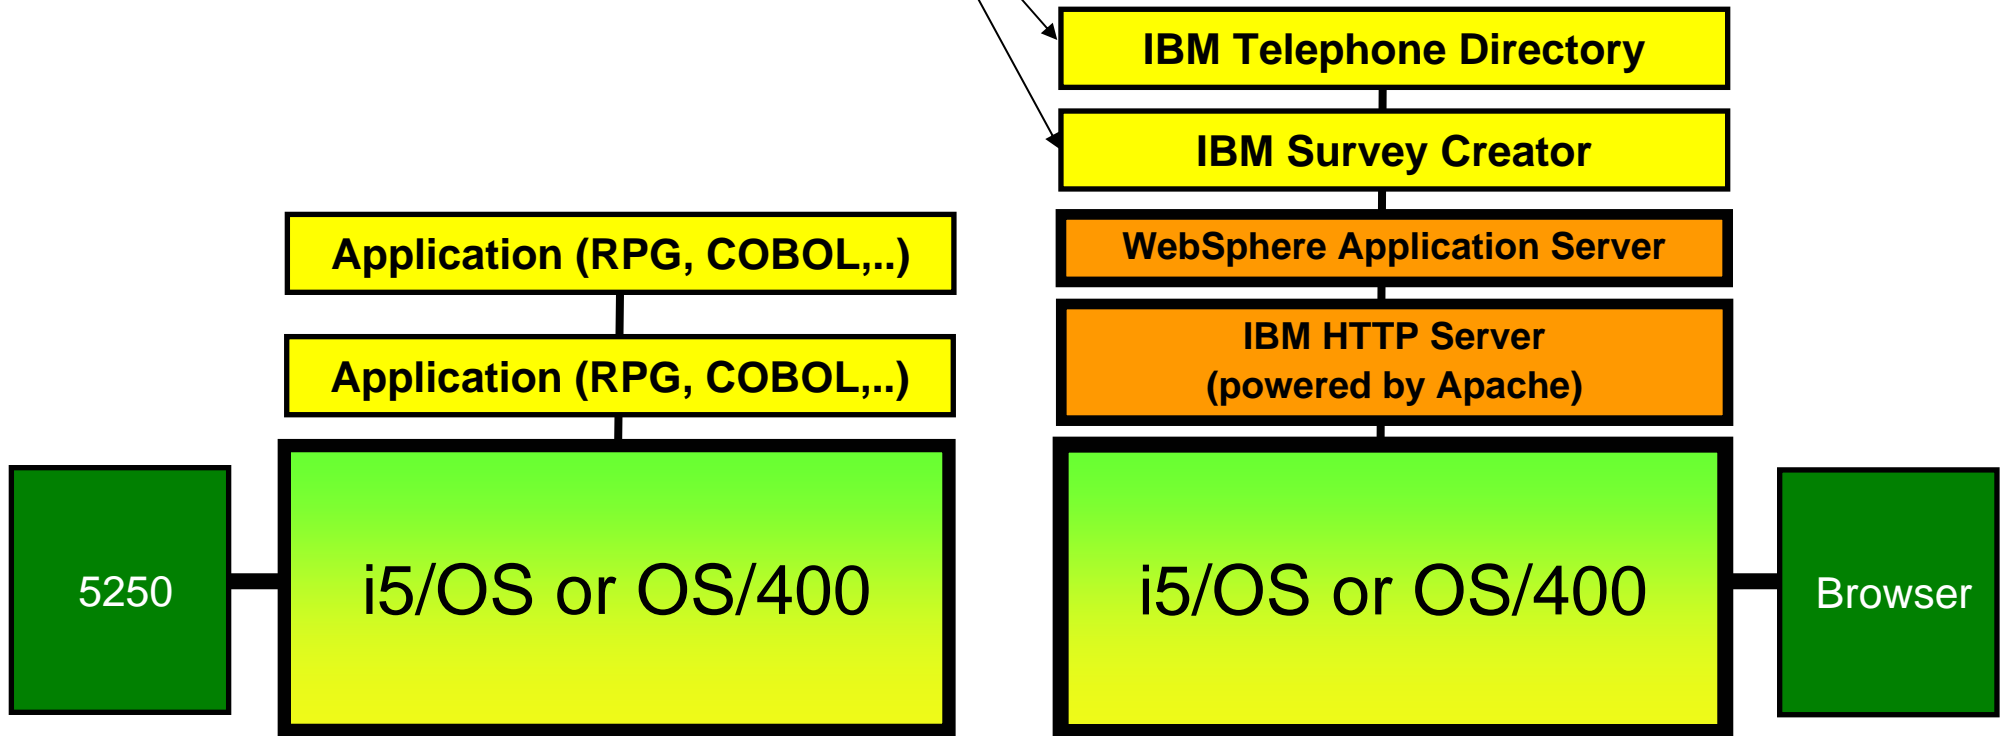 IBM Telephone Directory
IBM Survey Creator
WebSphere Application Server
IBM HTTP Server
(powered by Apache)
Application (RPG, COBOL,..)
Application (RPG, COBOL,..)
5250
i5/OS or OS/400
i5/OS or OS/400
Browser